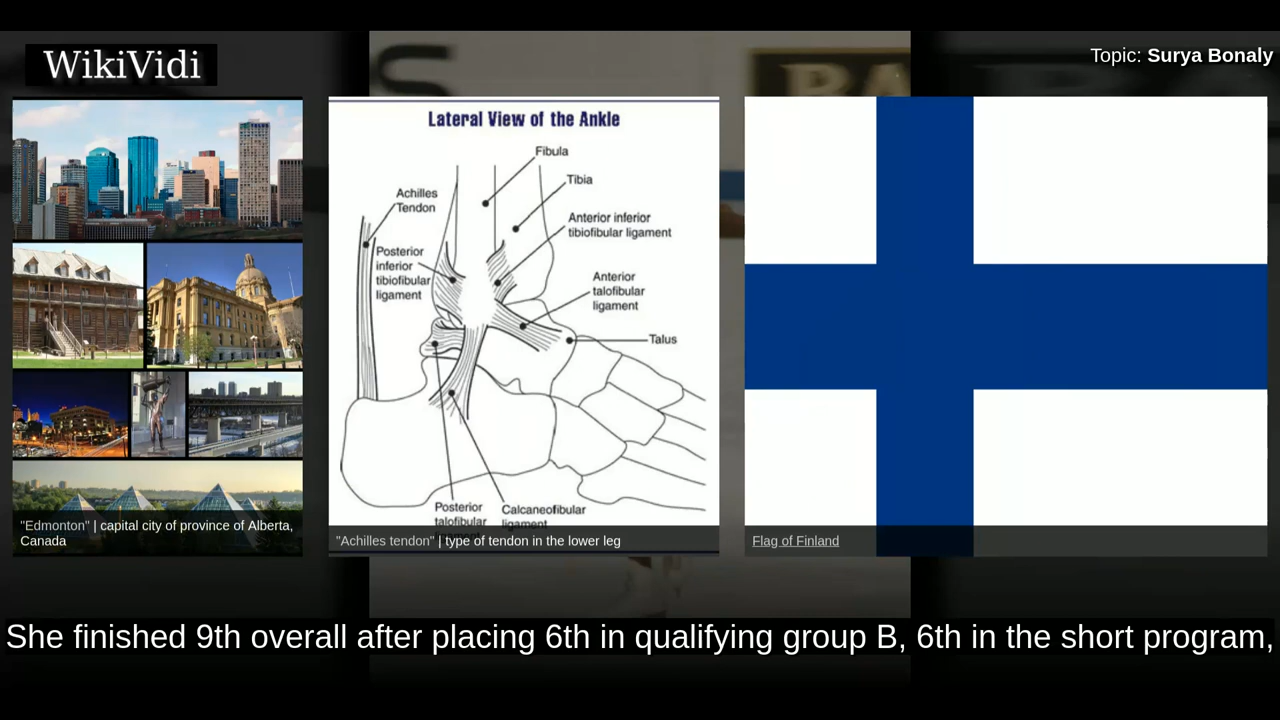 WikiVidi
Topic: Surya Bonaly
Lateral View of the Ankle
Fibula
Tibia
Achilles
Tendon
Anterior inferior
tibiofibular ligament
Posterior
inferior
tibiofibular
ligament
Anterior
talofibular
ligament
Talus
Posterior
talofibular
Calcaneofibular
ligament
"Edmonton" | capital city of province of Alberta,
Canada
"Achilles tendon" | type of tendon in the lower leg
Flag of Finland
She finished 9th overall after placing 6th in qualifying group B, 6th in the short program,